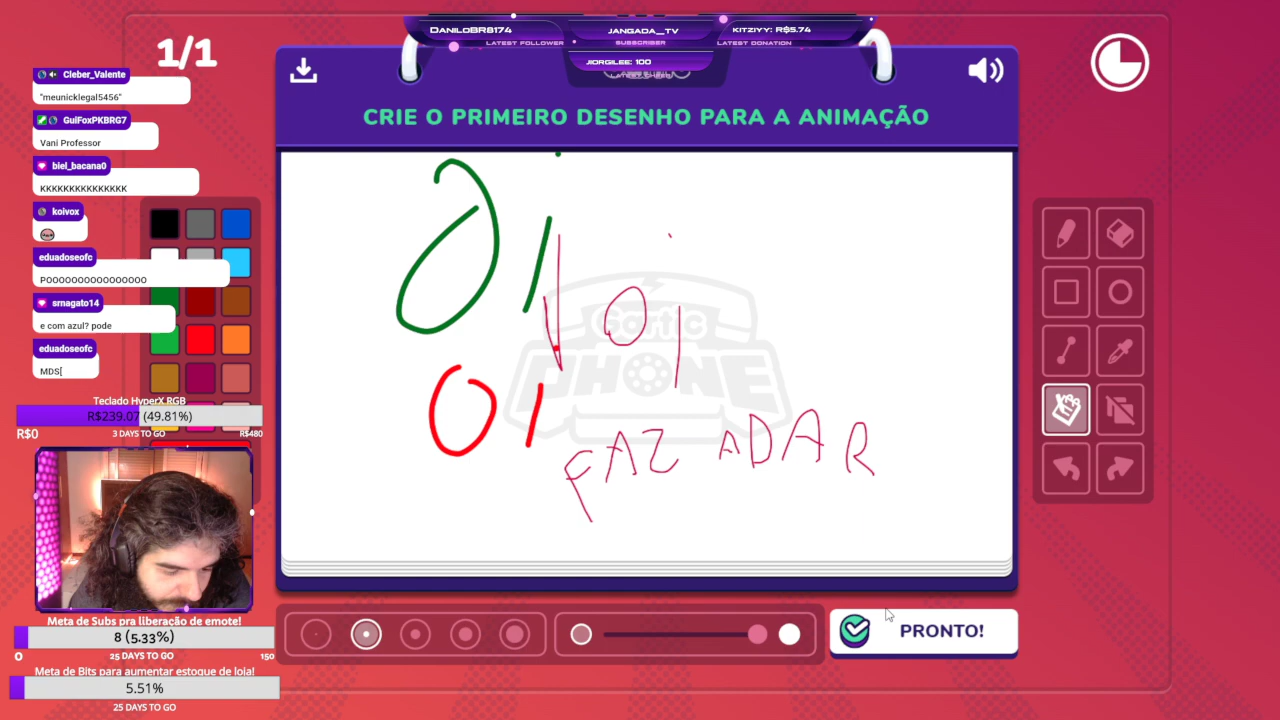 DANILOBR8174
LATEST FOLLOWER
JANGADA_TV
SUBSCRIBER
KITZIYY: R$5.74
LATEST DONATION
JIORGILEE: 100
1/1
CRIE O PRIMEIRO DESENHO PARA A ANIMAÇÃO
Cleber_Valente
"meunicklegal5456"
GuiFoxPKBRG7
Vani Professor
biel_bacana0
KKKKKKKKKKKKKKK
koivox
eduadoseofc
POOOOOOOOOOOOOOOO
srnagato14
e com azul? pode
eduadoseofc
MDS[
Teclado HyperX RGB
R$239.07 (49.81%)
R$0
3 DAYS TO GO
R$480
Oi
oi
Oi
Gartic
PHONE
FAZ ADAR
Meta de Subs pra liberação de emote!
8 (5.33%)
0
25 DAYS TO GO
150
Meta de Bits para aumentar estoque de loja!
5.51%
25 DAYS TO GO
PRONTO!